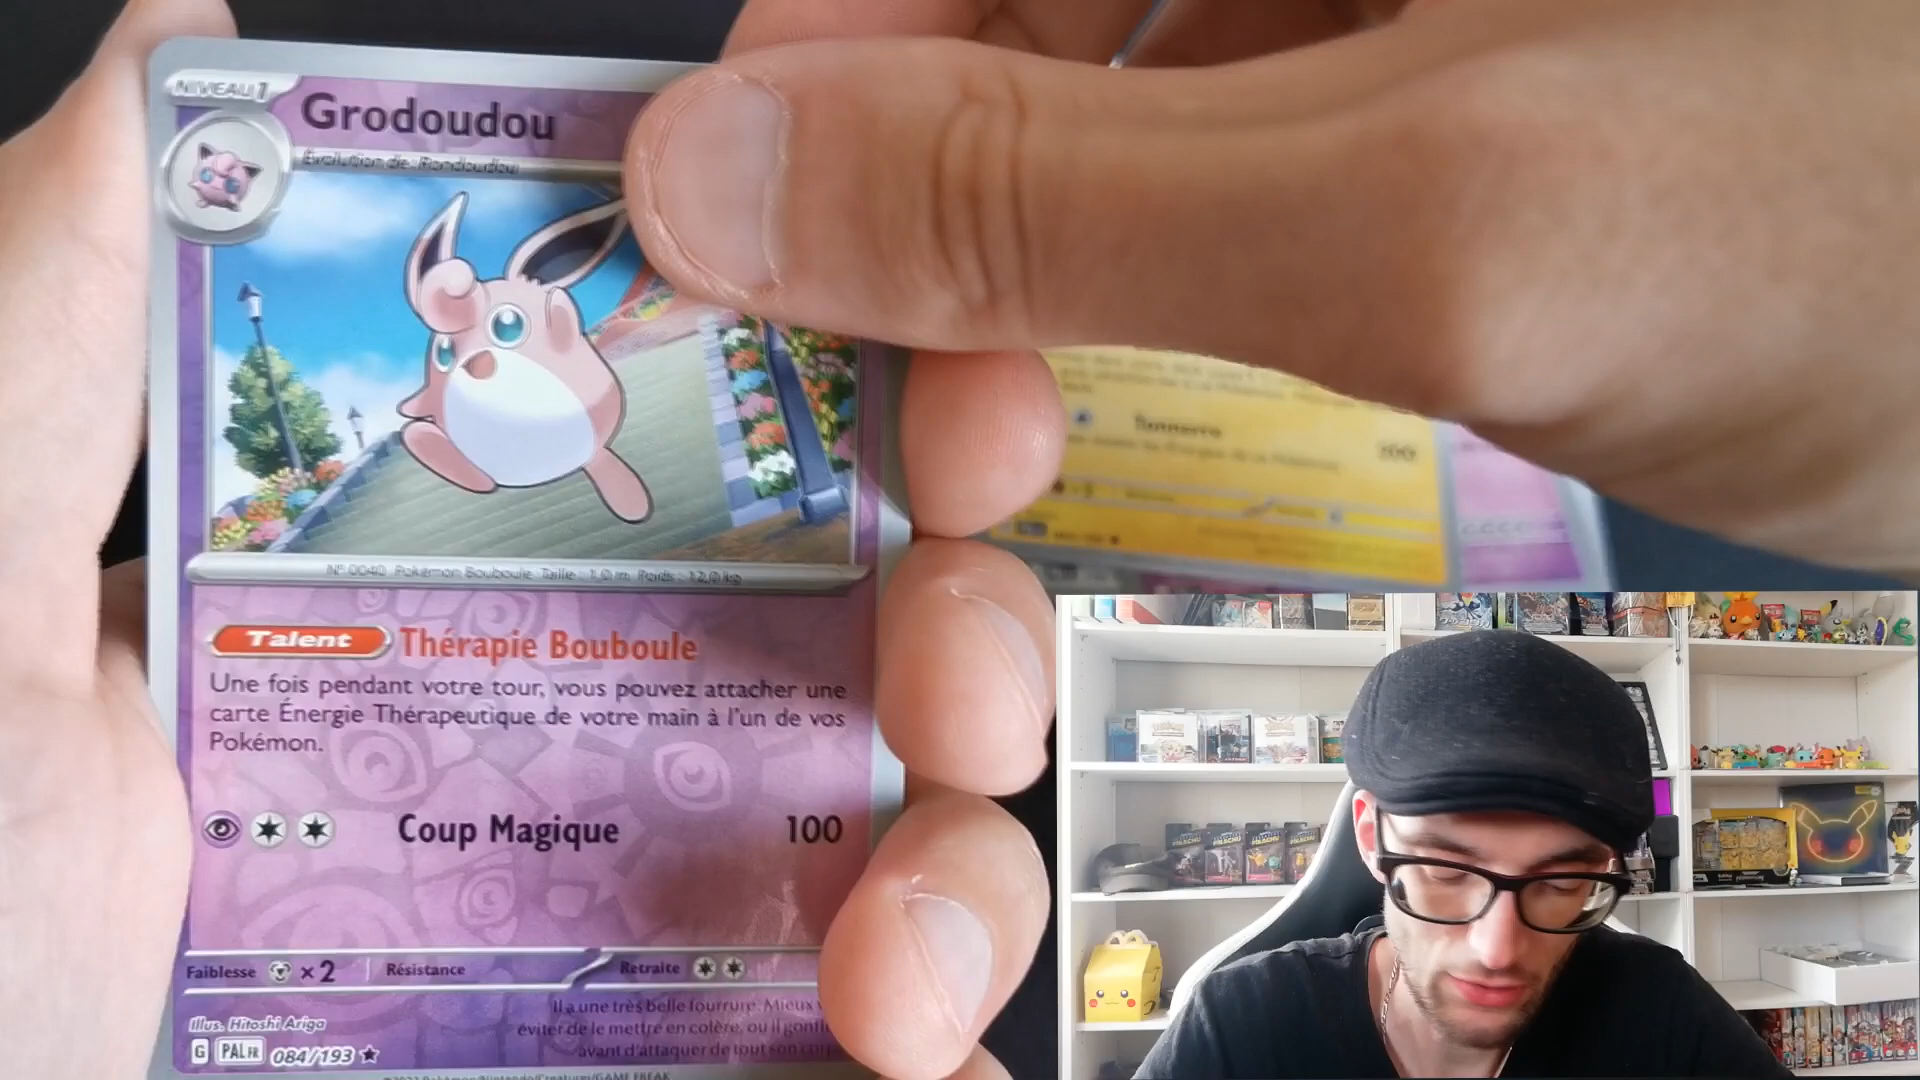 NIVEAU 1
Grodoudou
Évolution de : Rondoudou
N° 0040 Pokémon Bouboule Taille : 1,0 m Poids : 12,0 kg
Talent Thérapie Bouboule
Une fois pendant votre tour, vous pouvez attacher une
carte Énergie Thérapeutique de votre main à l'un de vos
Pokémon.
Coup Magique 100
Faiblesse ×2 Résistance Retraite
Il a une très belle fourrure. Mieux
éviter de le mettre en colère, ou il gonfle
avant d'attaquer de tout son corps
Illus. Hitoshi Ariga
G PAL FR 084/193
Tonnerre